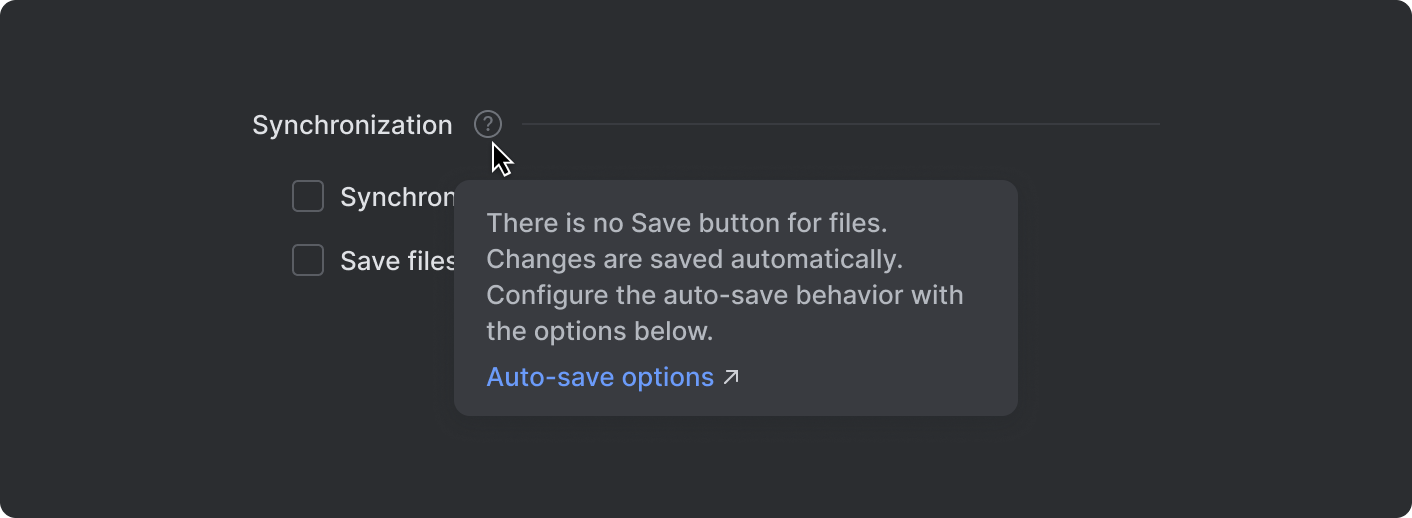 Synchronization ?
Synchron
Save files
There is no Save button for files.
Changes are saved automatically.
Configure the auto-save behavior with
the options below.
Auto-save options